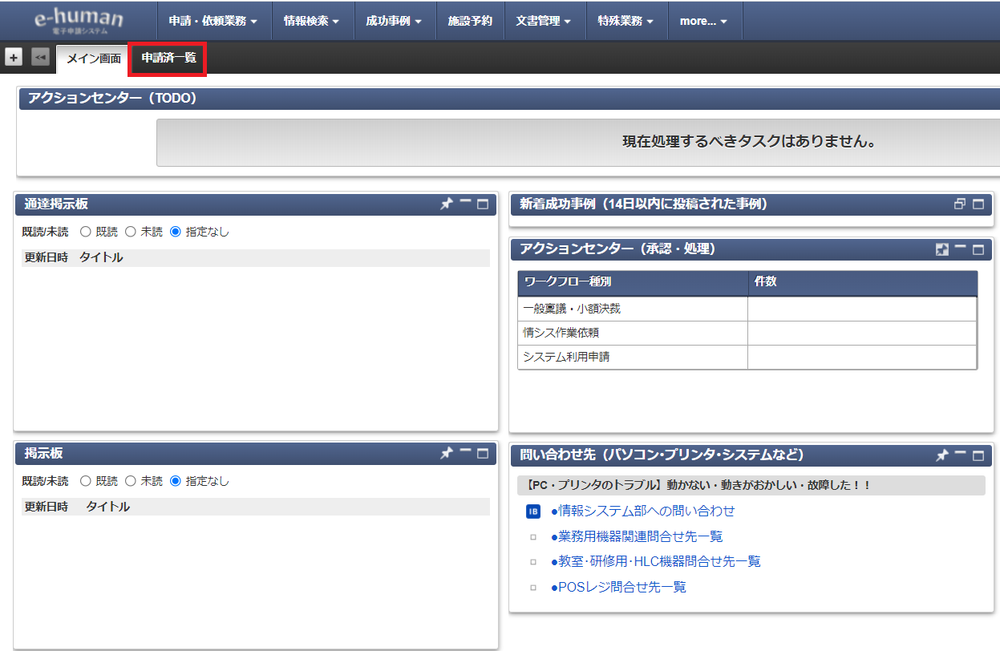 e-human
電子申請システム
申請・依頼業務
情報検索
成功事例
施設予約
文書管理
特殊業務
more...
メイン画面
申請済一覧
アクションセンター（TODO）
現在処理するべきタスクはありません。
通達掲示板
既読/未読 既読 未読 指定なし
更新日時 タイトル
新着成功事例（14日以内に投稿された事例）
アクションセンター（承認・処理）
ワークフロー種別 件数
一般稟議・小額決裁
情シス作業依頼
システム利用申請
掲示板
既読/未読 既読 未読 指定なし
更新日時 タイトル
問い合わせ先（パソコン･プリンタ･システムなど）
【PC・プリンタのトラブル】動かない・動きがおかしい・故障した！！
IB ●情報システム部への問い合わせ
●業務用機器関連問合せ先一覧
●教室･研修用･HLC機器問合せ先一覧
●POSレジ問合せ先一覧